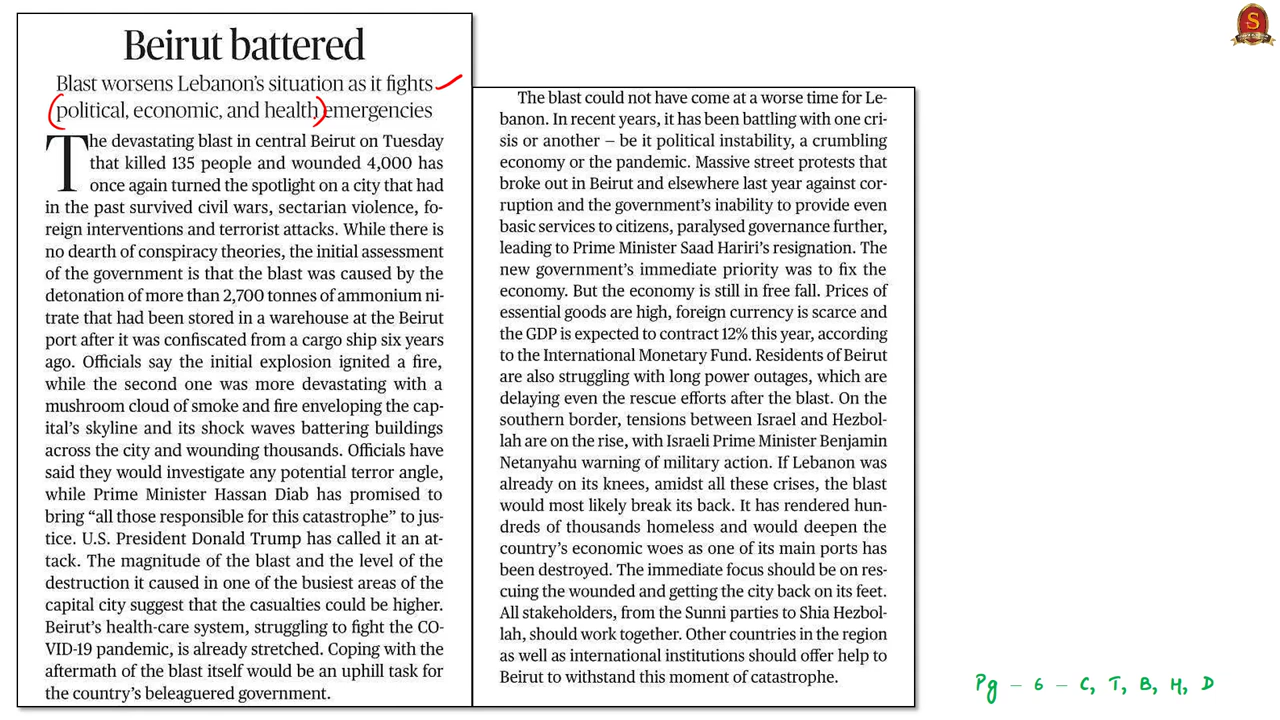 Beirut battered
Blast worsens Lebanon's situation as it fights
political, economic, and health emergencies
The devastating blast in central Beirut on Tuesday
that killed 135 people and wounded 4,000 has
once again turned the spotlight on a city that had
in the past survived civil wars, sectarian violence, fo-
reign interventions and terrorist attacks. While there is
no dearth of conspiracy theories, the initial assessment
of the government is that the blast was caused by the
detonation of more than 2,700 tonnes of ammonium ni-
trate that had been stored in a warehouse at the Beirut
port after it was confiscated from a cargo ship six years
ago. Officials say the initial explosion ignited a fire,
while the second one was more devastating with a
mushroom cloud of smoke and fire enveloping the cap-
ital's skyline and its shock waves battering buildings
across the city and wounding thousands. Officials have
said they would investigate any potential terror angle,
while Prime Minister Hassan Diab has promised to
bring “all those responsible for this catastrophe” to jus-
tice. U.S. President Donald Trump has called it an at-
tack. The magnitude of the blast and the level of the
destruction it caused in one of the busiest areas of the
capital city suggest that the casualties could be higher.
Beirut's health-care system, struggling to fight the CO-
VID-19 pandemic, is already stretched. Coping with the
aftermath of the blast itself would be an uphill task for
the country's beleaguered government.
The blast could not have come at a worse time for Le-
banon. In recent years, it has been battling with one cri-
sis or another – be it political instability, a crumbling
economy or the pandemic. Massive street protests that
broke out in Beirut and elsewhere last year against cor-
ruption and the government's inability to provide even
basic services to citizens, paralysed governance further,
leading to Prime Minister Saad Hariri's resignation. The
new government's immediate priority was to fix the
economy. But the economy is still in free fall. Prices of
essential goods are high, foreign currency is scarce and
the GDP is expected to contract 12% this year, according
to the International Monetary Fund. Residents of Beirut
are also struggling with long power outages, which are
delaying even the rescue efforts after the blast. On the
southern border, tensions between Israel and Hezbol-
lah are on the rise, with Israeli Prime Minister Benjamin
Netanyahu warning of military action. If Lebanon was
already on its knees, amidst all these crises, the blast
would most likely break its back. It has rendered hun-
dreds of thousands homeless and would deepen the
country's economic woes as one of its main ports has
been destroyed. The immediate focus should be on res-
cuing the wounded and getting the city back on its feet.
All stakeholders, from the Sunni parties to Shia Hezbol-
lah, should work together. Other countries in the region
as well as international institutions should offer help to
Beirut to withstand this moment of catastrophe.
S
Pg – 6 – C, T, B, H, D